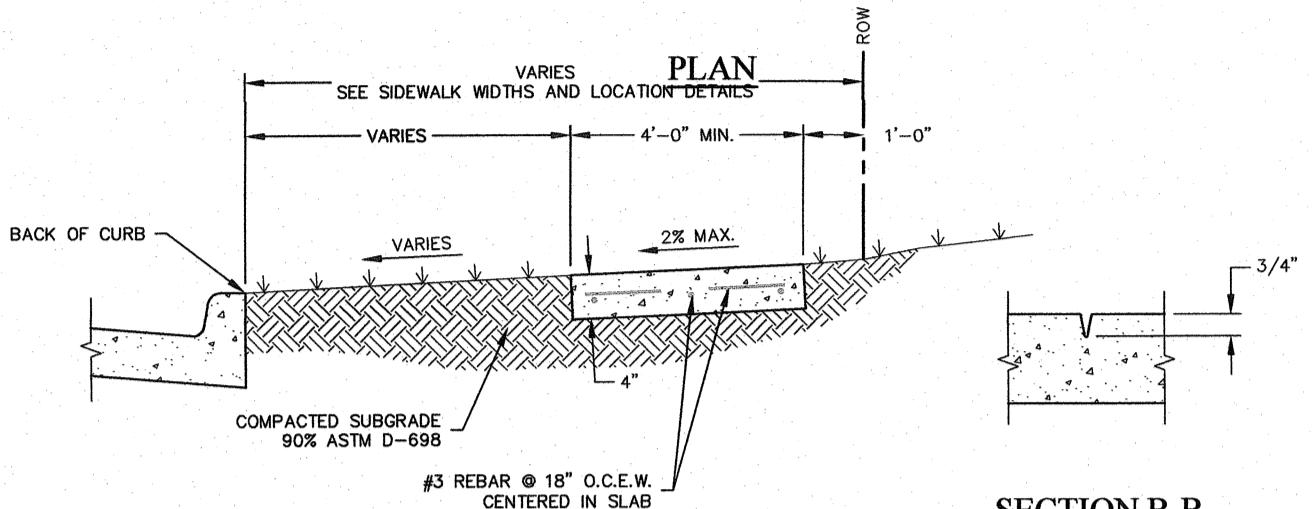 ROW
PLAN
VARIES
SEE SIDEWALK WIDTHS AND LOCATION DETAILS
VARIES
4'-0" MIN.
1'-0"
BACK OF CURB
VARIES
2% MAX.
3/4"
4"
COMPACTED SUBGRADE
90% ASTM D-698
#3 REBAR @ 18" O.C.E.W.
CENTERED IN SLAB
SECTION B-B